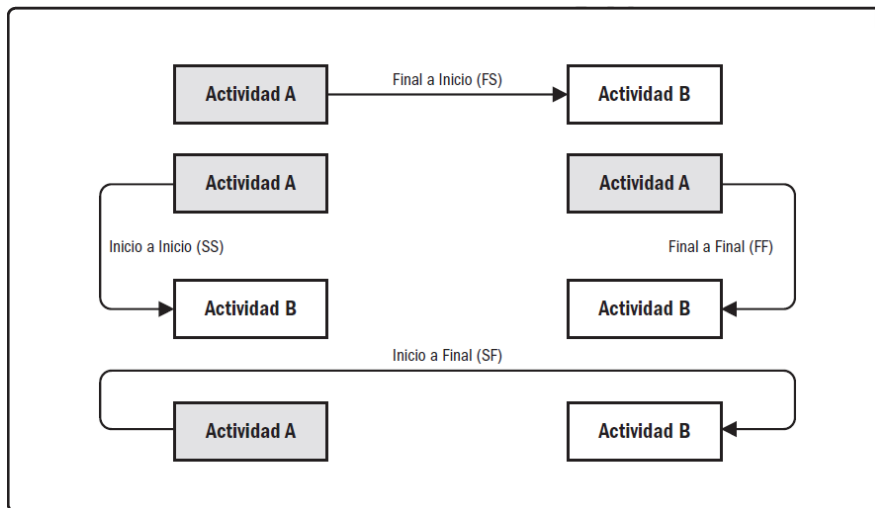 Actividad A
Final a Inicio (FS)
Actividad B
Actividad A
Actividad A
Inicio a Inicio (SS)
Final a Final (FF)
Actividad B
Actividad B
Inicio a Final (SF)
Actividad A
Actividad B